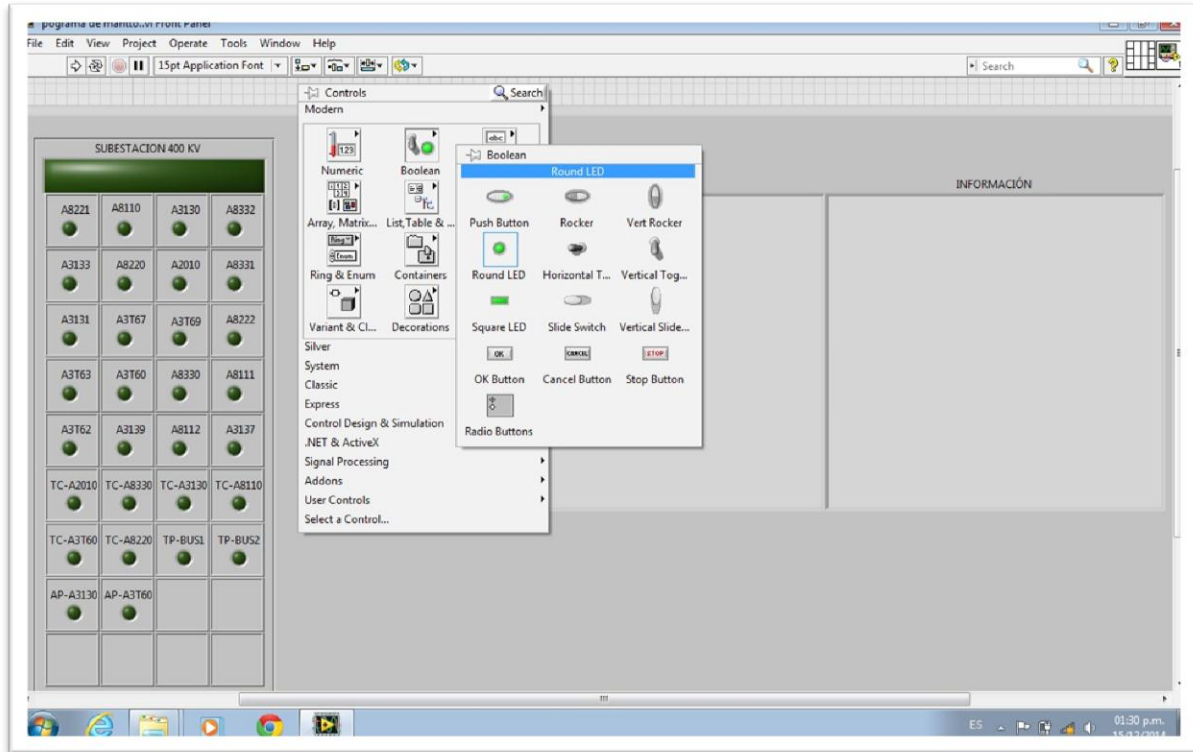 pograma de mantto..vi Front Panel
File Edit View Project Operate Tools Window Help
15pt Application Font
Search
Controls Search
Modern
Numeric Boolean
Array, Matrix... List, Table & ...
Ring & Enum Containers
Variant & Cl... Decorations
Silver
System
Classic
Express
Control Design & Simulation
.NET & ActiveX
Signal Processing
Addons
User Controls
Select a Control...
Boolean
Round LED
Push Button Rocker Vert Rocker
Round LED Horizontal T... Vertical Tog...
Square LED Slide Switch Vertical Slide...
OK CANCEL STOP
OK Button Cancel Button Stop Button
Radio Buttons
SUBESTACION 400 KV
A8221 A8110 A3130 A8332
A3133 A8220 A2010 A8331
A3131 A3T67 A3T69 A8222
A3T63 A3T60 A8330 A8111
A3T62 A3139 A8112 A3137
TC-A2010 TC-A8330 TC-A3130 TC-A8110
TC-A3T60 TC-A8220 TP-BUS1 TP-BUS2
AP-A3130 AP-A3T60
INFORMACIÓN
ES
01:30 p.m.
15/12/2014